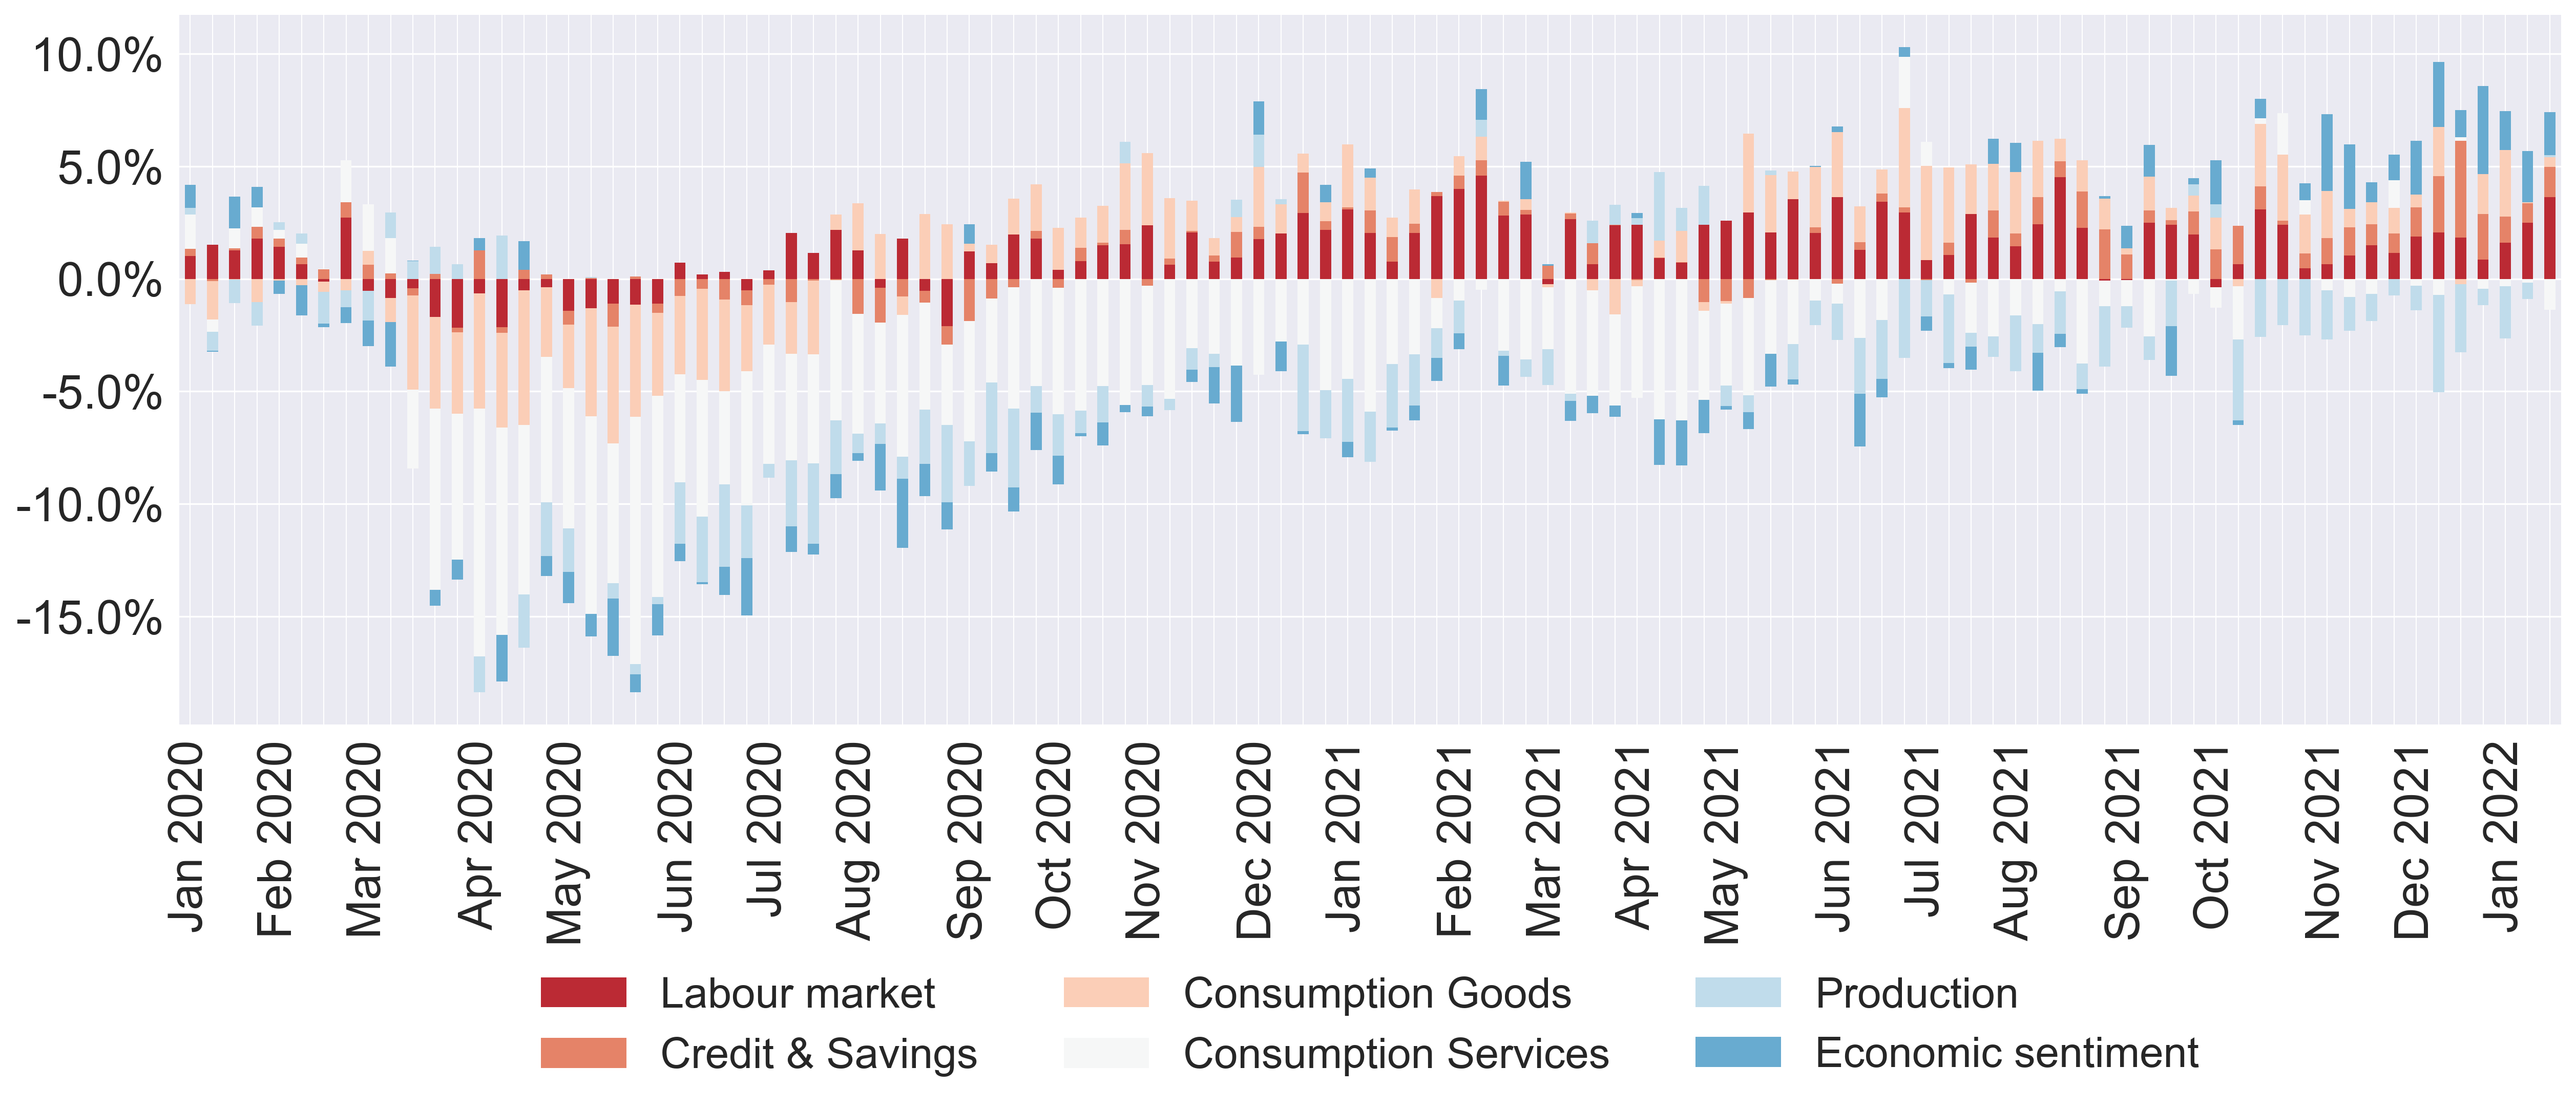 10.0%
5.0%
0.0%
-5.0%
-10.0%
-15.0%
Jan 2020
Feb 2020
Mar 2020
Apr 2020
May 2020
Jun 2020
Jul 2020
Aug 2020
Sep 2020
Oct 2020
Nov 2020
Dec 2020
Jan 2021
Feb 2021
Mar 2021
Apr 2021
May 2021
Jun 2021
Jul 2021
Aug 2021
Sep 2021
Oct 2021
Nov 2021
Dec 2021
Jan 2022
Labour market
Credit & Savings
Consumption Goods
Consumption Services
Production
Economic sentiment